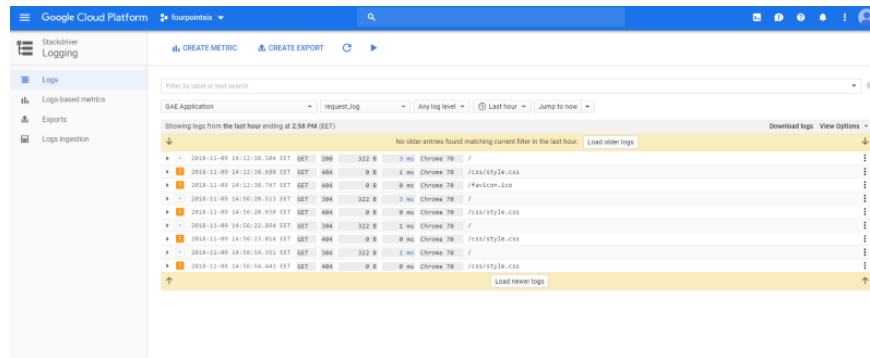 Google Cloud Platform fourpointsix
Stackdriver
Logging
CREATE METRIC CREATE EXPORT
Logs
Logs-based metrics
Exports
Logs ingestion
Filter by label or text search
GAE Application request_log Any log level Last hour Jump to now
Showing logs from the last hour ending at 2:58 PM (EET) Download logs View Options
No older entries found matching current filter in the last hour. Load older logs
2018-11-09 14:12:38.504 EET GET 200 322 B 3 ms Chrome 70 /
2018-11-09 14:12:38.688 EET GET 404 0 B 1 ms Chrome 70 /css/style.css
2018-11-09 14:12:38.767 EET GET 404 0 B 0 ms Chrome 70 /favicon.ico
2018-11-09 14:56:20.513 EET GET 304 322 B 3 ms Chrome 70 /
2018-11-09 14:56:20.650 EET GET 404 0 B 0 ms Chrome 70 /css/style.css
2018-11-09 14:56:22.894 EET GET 304 322 B 1 ms Chrome 70 /
2018-11-09 14:56:23.014 EET GET 404 0 B 0 ms Chrome 70 /css/style.css
2018-11-09 14:56:54.351 EET GET 304 322 B 1 ms Chrome 70 /
2018-11-09 14:56:54.443 EET GET 404 0 B 0 ms Chrome 70 /css/style.css
Load newer logs